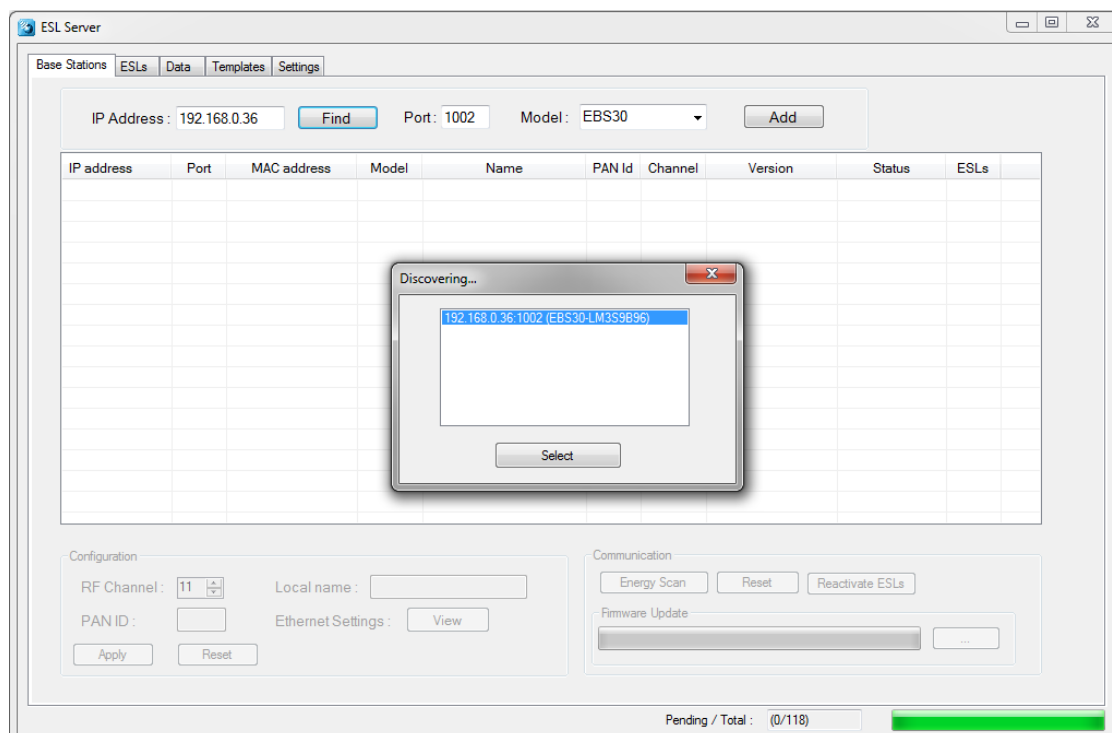 ESL Server
Base Stations ESLs Data Templates Settings
IP Address : 192.168.0.36 Find Port : 1002 Model : EBS30 Add
IP address Port MAC address Model Name PAN Id Channel Version Status ESLs
Discovering...
192.168.0.36:1002 (EBS30-LM3S9B96)
Select
Configuration
RF Channel : 11 Local name :
PAN ID : Ethernet Settings : View
Apply Reset
Communication
Energy Scan Reset Reactivate ESLs
Firmware Update
...
Pending / Total : (0/118)